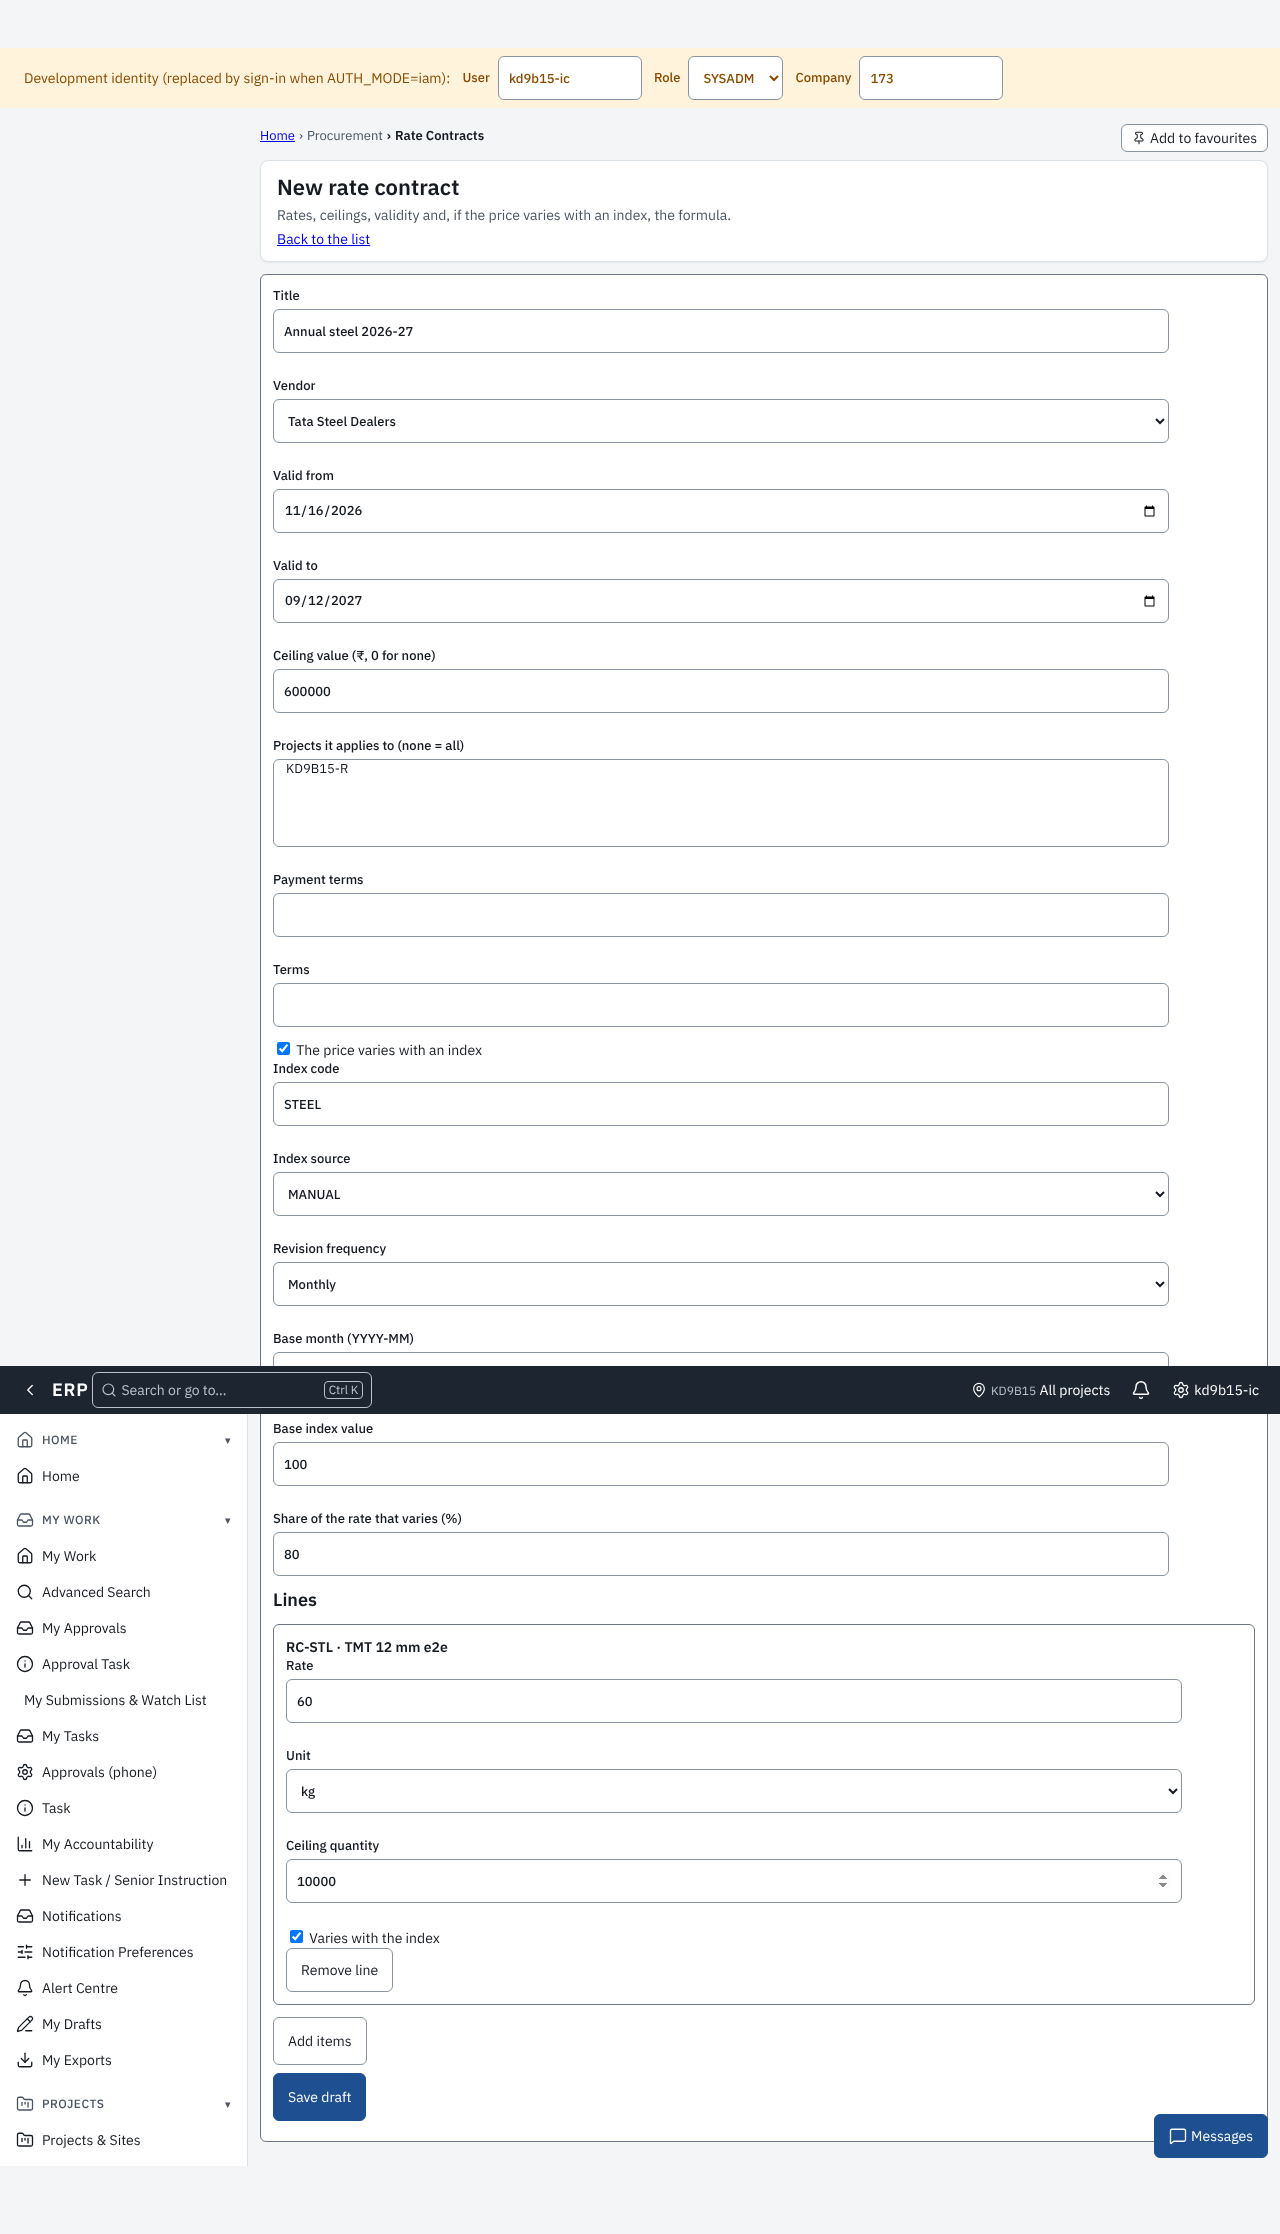 Development identity (replaced by sign-in when AUTH_MODE=iam): User kd9b15-ic Role SYSADM Company 173
Home › Procurement › Rate Contracts
Add to favourites
New rate contract
Rates, ceilings, validity and, if the price varies with an index, the formula.
Back to the list
Title
Annual steel 2026-27
Vendor
Tata Steel Dealers
Valid from
11/16/2026
Valid to
09/12/2027
Ceiling value (₹, 0 for none)
600000
Projects it applies to (none = all)
KD9B15-R
Payment terms
Terms
The price varies with an index
Index code
STEEL
Index source
MANUAL
Revision frequency
Monthly
Base month (YYYY-MM)
ERP Search or go to... Ctrl K KD9B15 All projects kd9b15-ic
Base index value
100
Share of the rate that varies (%)
80
Lines
RC-STL · TMT 12 mm e2e
Rate
60
Unit
kg
Ceiling quantity
10000
Varies with the index
Remove line
Add items
Save draft
HOME
Home
MY WORK
My Work
Advanced Search
My Approvals
Approval Task
My Submissions & Watch List
My Tasks
Approvals (phone)
Task
My Accountability
New Task / Senior Instruction
Notifications
Notification Preferences
Alert Centre
My Drafts
My Exports
PROJECTS
Projects & Sites
Messages